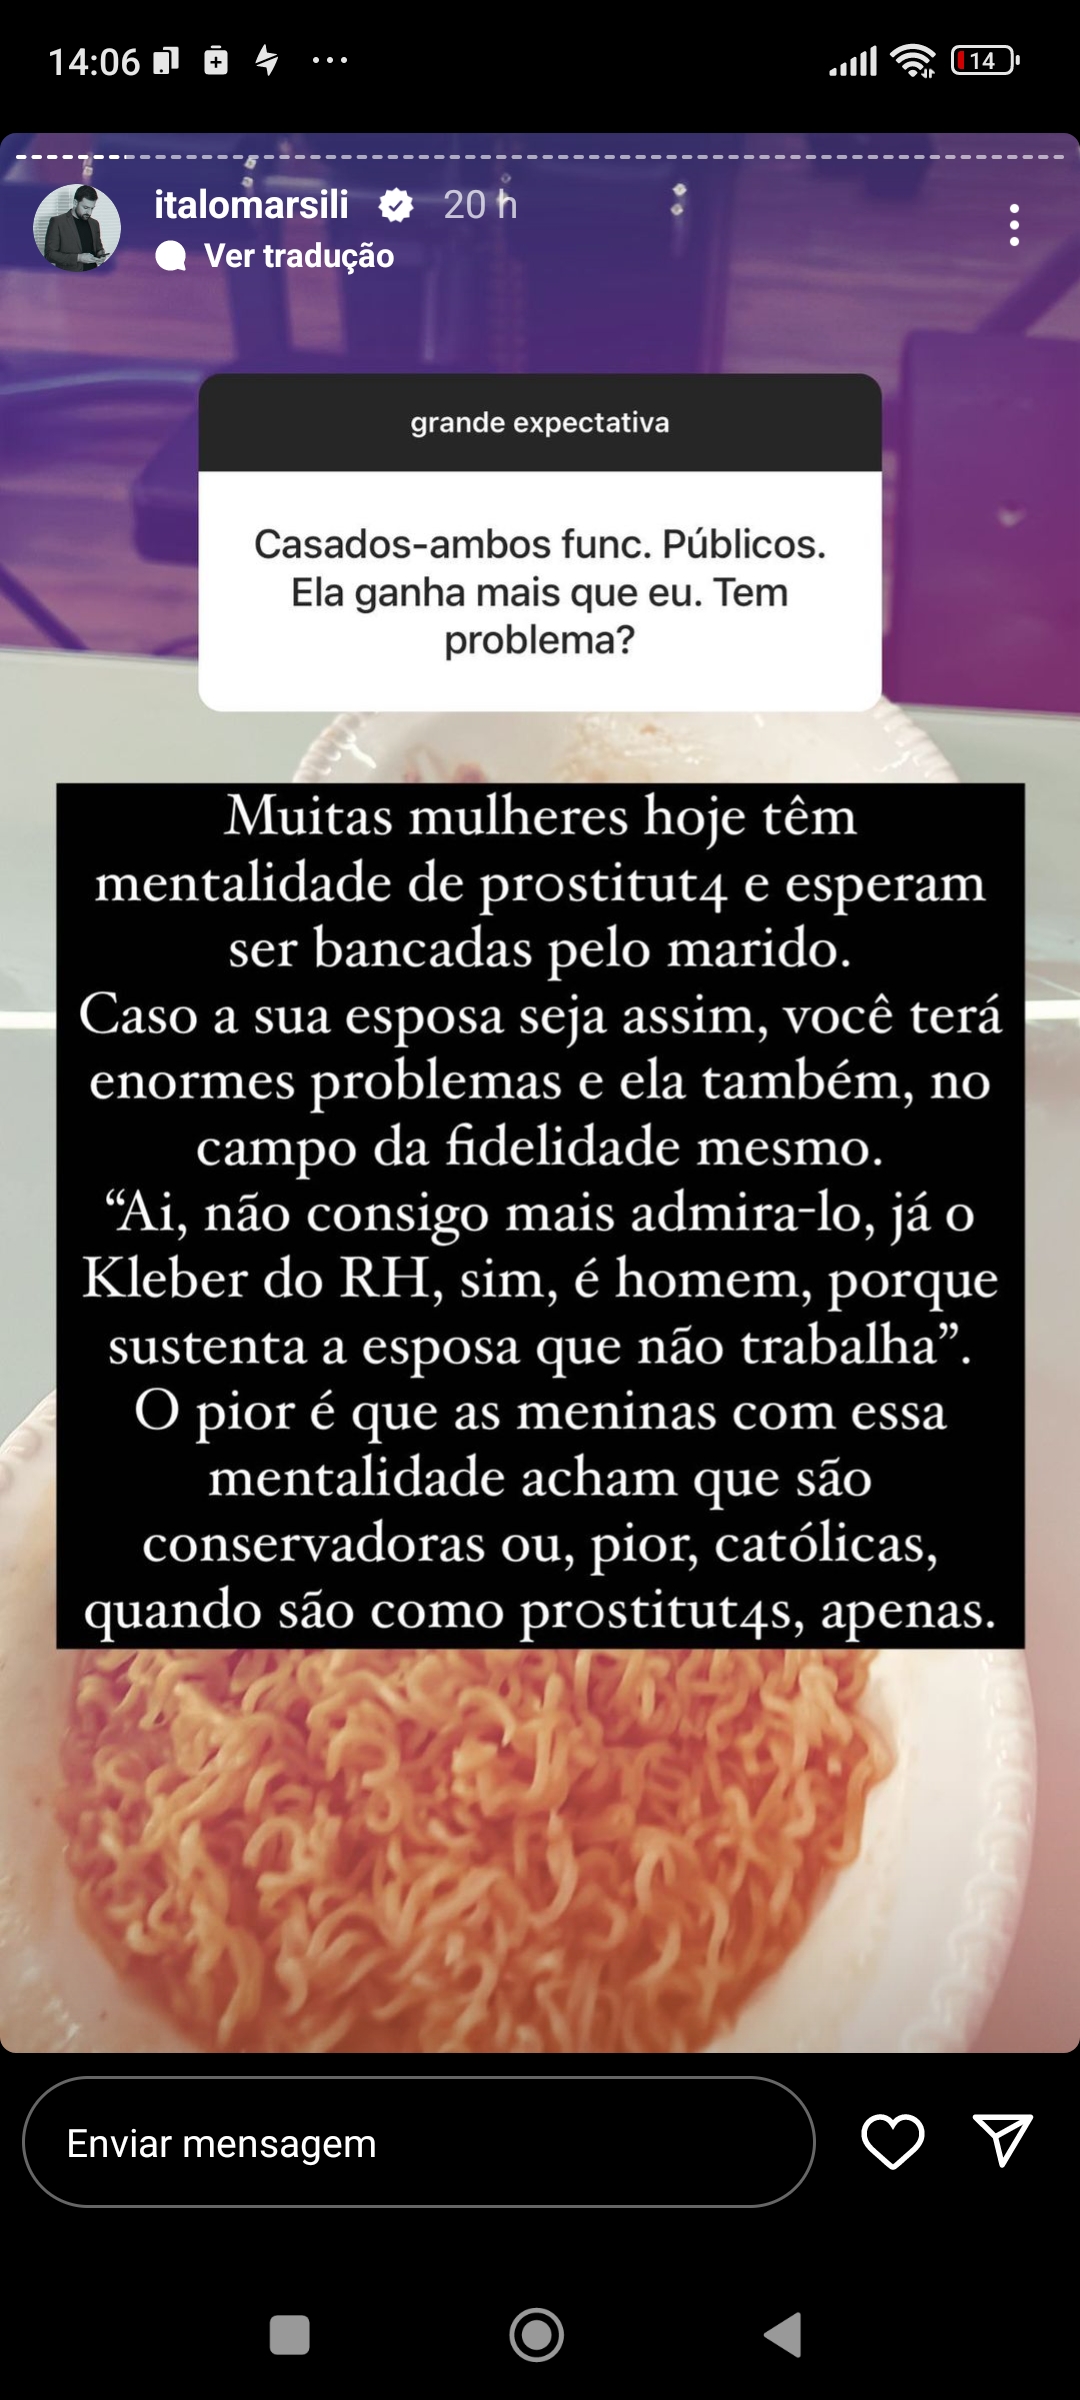 14:06
14
italomarsili 20 h
Ver tradução
grande expectativa
Casados-ambos func. Públicos.
Ela ganha mais que eu. Tem
problema?
Muitas mulheres hoje têm
mentalidade de prostitut4 e esperam
ser bancadas pelo marido.
Caso a sua esposa seja assim, você terá
enormes problemas e ela também, no
campo da fidelidade mesmo.
“Ai, não consigo mais admira-lo, já o
Kleber do RH, sim, é homem, porque
sustenta a esposa que não trabalha”.
O pior é que as meninas com essa
mentalidade acham que são
conservadoras ou, pior, católicas,
quando são como prostitut4s, apenas.
Enviar mensagem